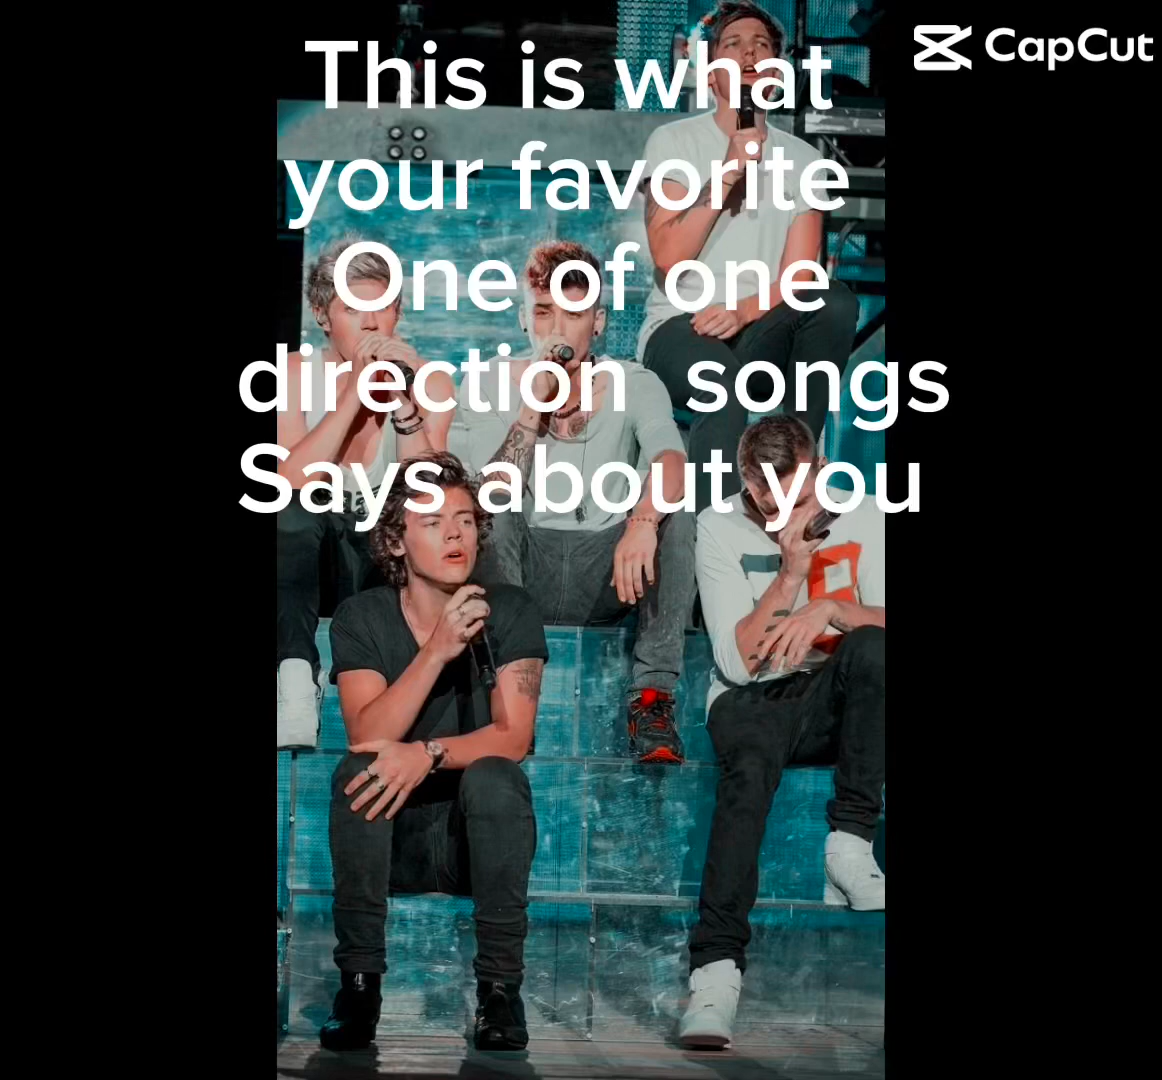 CapCut
This is what
your favorite
One of one
direction songs
Says about you